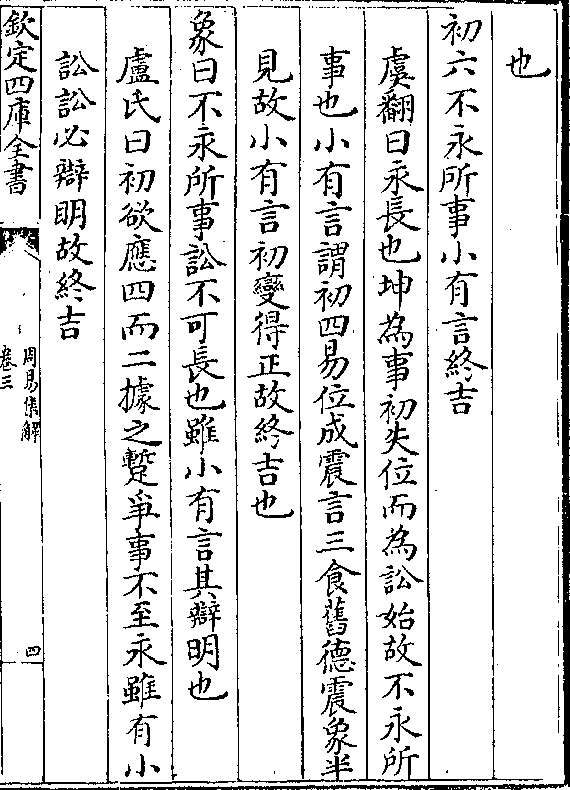 也
初六不永所事小有言終吉
虞翻曰永長也坤為事初失位而為訟始故不永所
事也小有言謂初四易位成震言三食舊德震象半
見故小有言初變得正故終吉也
象曰不永所事訟不可長也雖小有言其辯明也
盧氏曰初欲應四而二據之蹔爭事不至永雖有小
訟訟必辯明故終吉
欽定四庫全書
周易集解
卷三
四